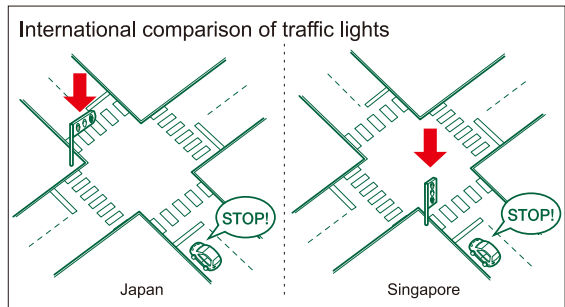 International comparison of traffic lights
STOP!
STOP!
Japan
Singapore